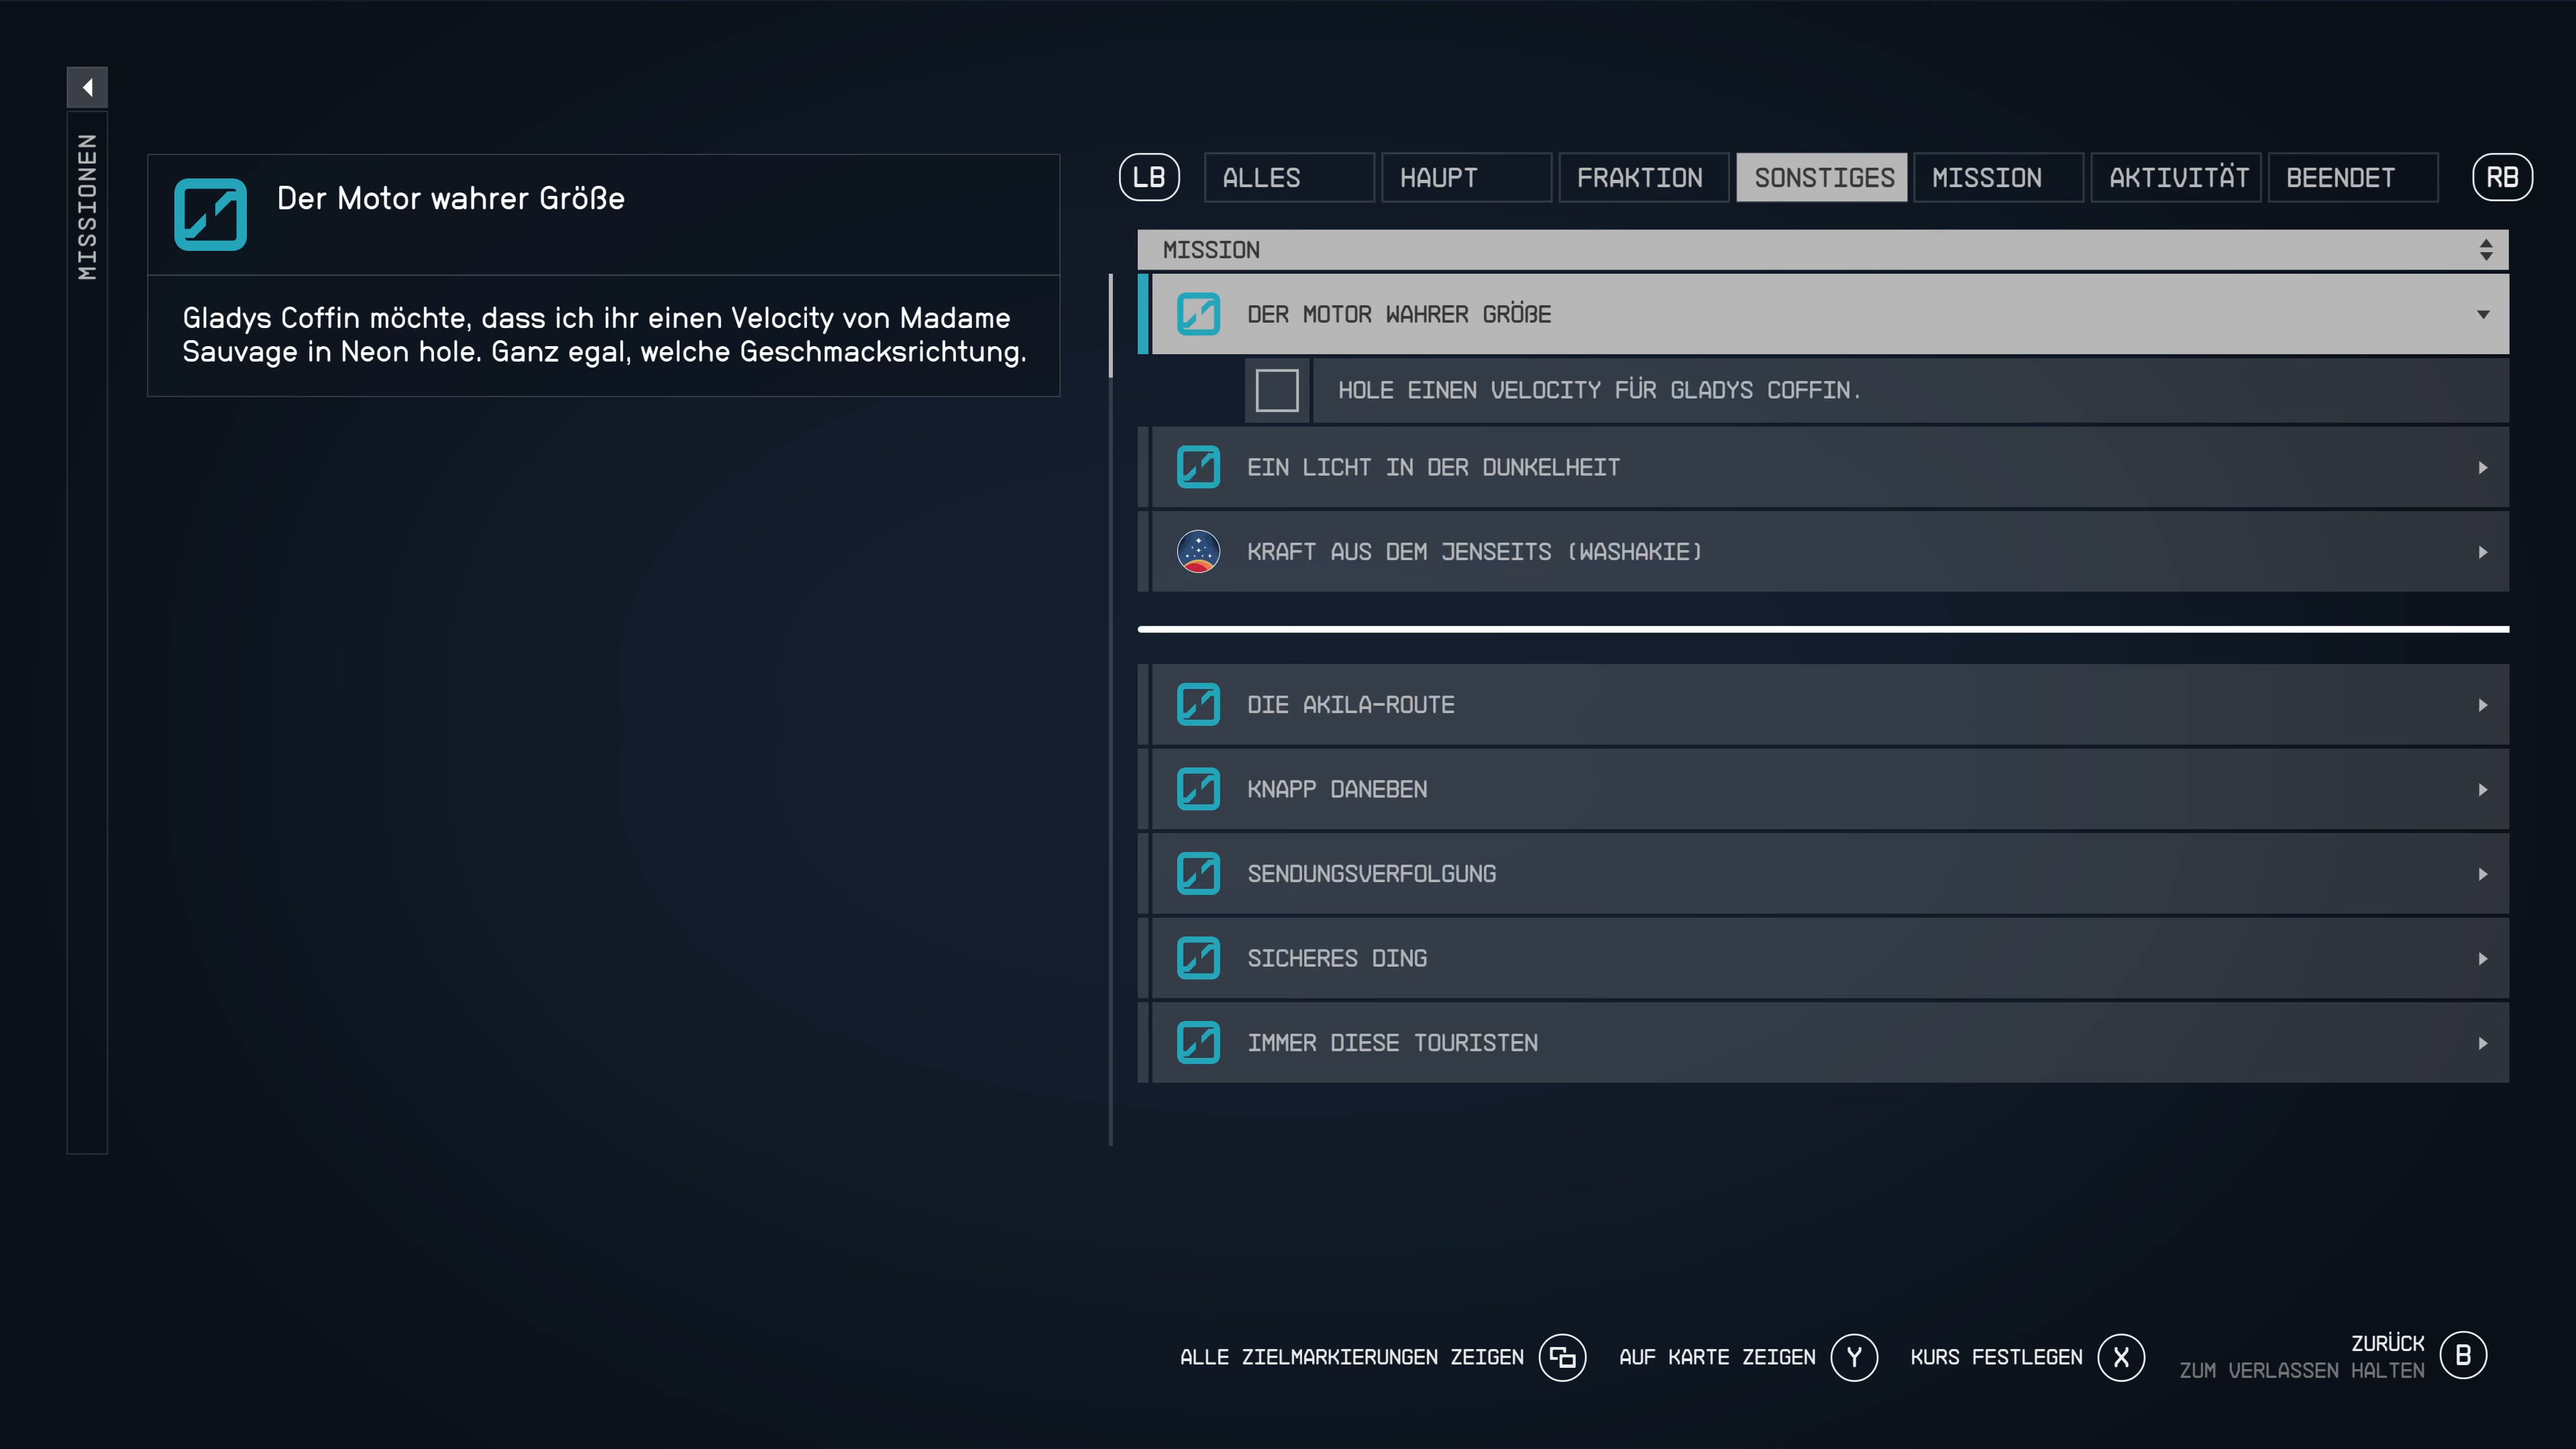 MISSIONEN
Der Motor wahrer Größe
Gladys Coffin möchte, dass ich ihr einen Velocity von Madame
Sauvage in Neon hole. Ganz egal, welche Geschmacksrichtung.
LB ALLES HAUPT FRAKTION SONSTIGES MISSION AKTIVITÄT BEENDET RB
MISSION
DER MOTOR WAHRER GRÖßE
HOLE EINEN VELOCITY FÜR GLADYS COFFIN.
EIN LICHT IN DER DUNKELHEIT
KRAFT AUS DEM JENSEITS (WASHAKIE)
DIE AKILA-ROUTE
KNAPP DANEBEN
SENDUNGSVERFOLGUNG
SICHERES DING
IMMER DIESE TOURISTEN
ALLE ZIELMARKIERUNGEN ZEIGEN AUF KARTE ZEIGEN Y KURS FESTLEGEN X ZURÜCK B
ZUM VERLASSEN HALTEN